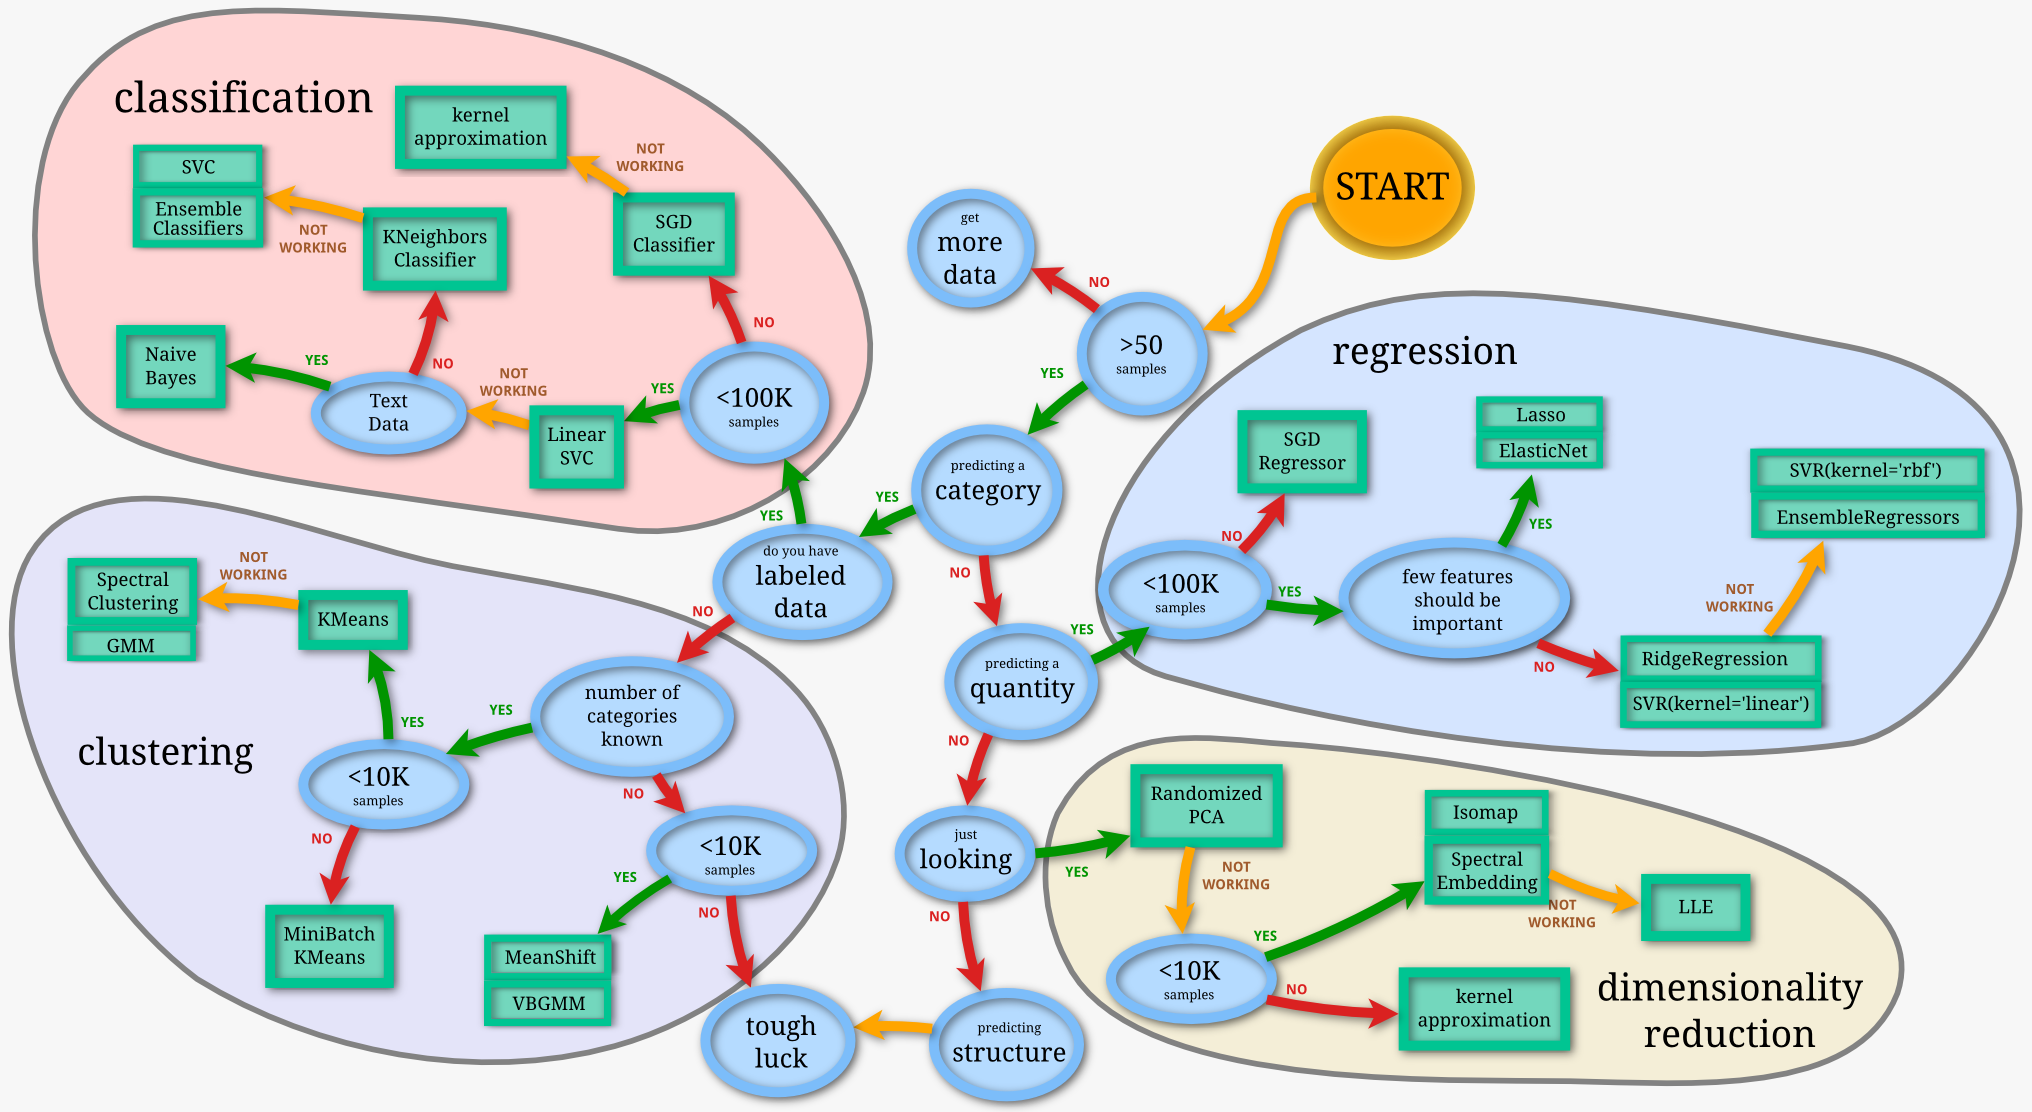 classification
kernel
approximation
NOT
WORKING
SVC
Ensemble
Classifiers
NOT
WORKING
KNeighbors
Classifier
SGD
Classifier
NO
Naive
Bayes
YES
NO
Text
Data
NOT
WORKING
Linear
SVC
YES
<100K
samples
START
get
more
data
NO
>50
samples
YES
predicting a
category
YES
NO
YES
do you have
labeled
data
NO
predicting a
quantity
YES
NO
just
looking
YES
NO
predicting
structure
tough
luck
regression
SGD
Regressor
NO
<100K
samples
YES
Lasso
ElasticNet
YES
few features
should be
important
NO
SVR(kernel='rbf')
EnsembleRegressors
NOT
WORKING
RidgeRegression
SVR(kernel='linear')
clustering
Spectral
Clustering
GMM
NOT
WORKING
KMeans
YES
<10K
samples
NO
MiniBatch
KMeans
YES
number of
categories
known
NO
<10K
samples
YES
NO
MeanShift
VBGMM
Randomized
PCA
NOT
WORKING
<10K
samples
YES
NO
Isomap
Spectral
Embedding
NOT
WORKING
LLE
kernel
approximation
dimensionality
reduction